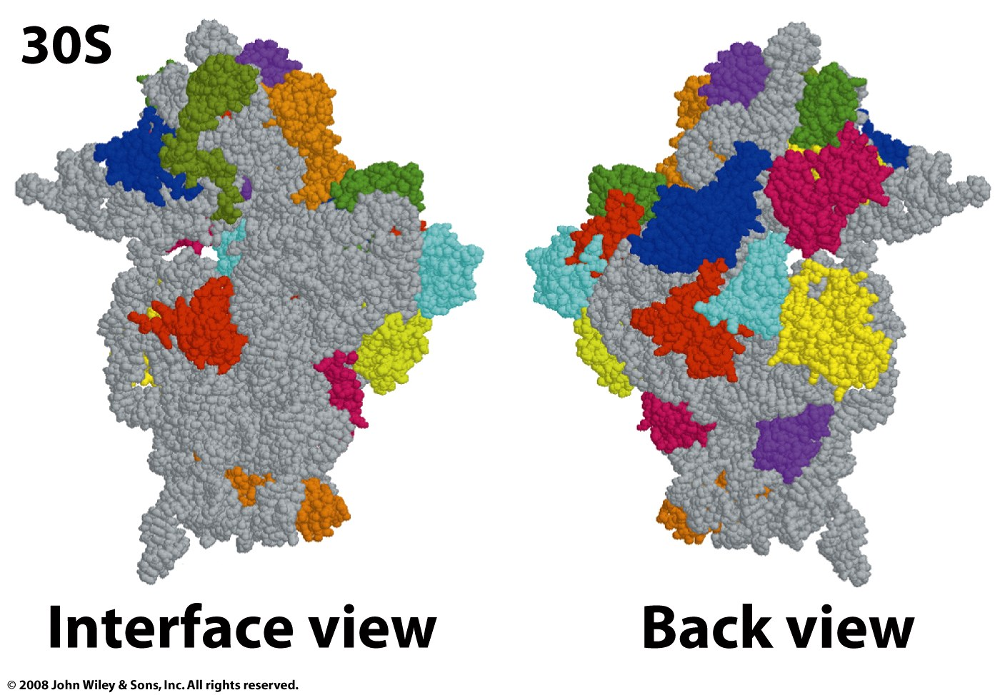 30S
Interface view
Back view
© 2008 John Wiley & Sons, Inc. All rights reserved.